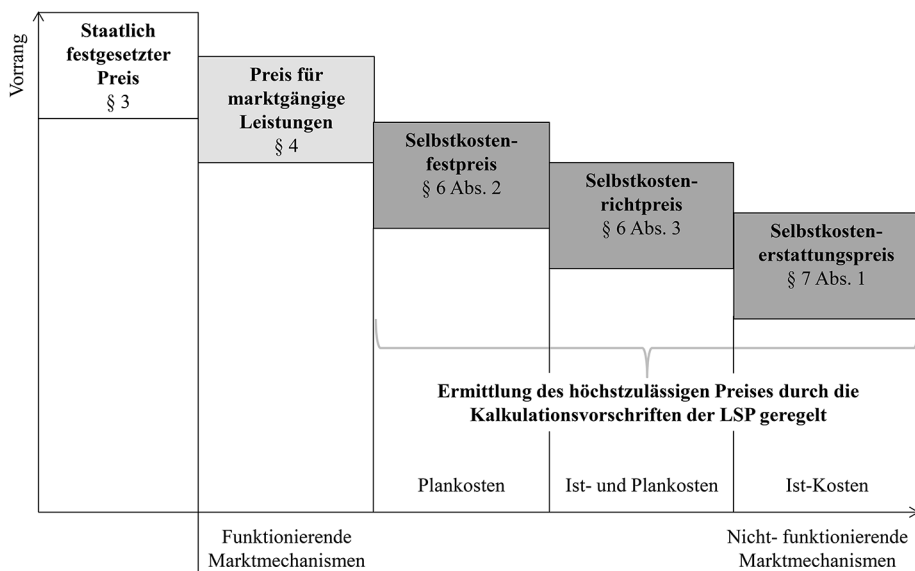 Vorrang
Staatlich
festgesetzter
Preis
§ 3
Preis für
marktgängige
Leistungen
§ 4
Selbstkosten-
festpreis
§ 6 Abs. 2
Selbstkosten-
richtpreis
§ 6 Abs. 3
Selbstkosten-
erstattungspreis
§ 7 Abs. 1
Ermittlung des höchstzulässigen Preises durch die
Kalkulationsvorschriften der LSP geregelt
Plankosten
Ist- und Plankosten
Ist-Kosten
Funktionierende
Marktmechanismen
Nicht- funktionierende
Marktmechanismen